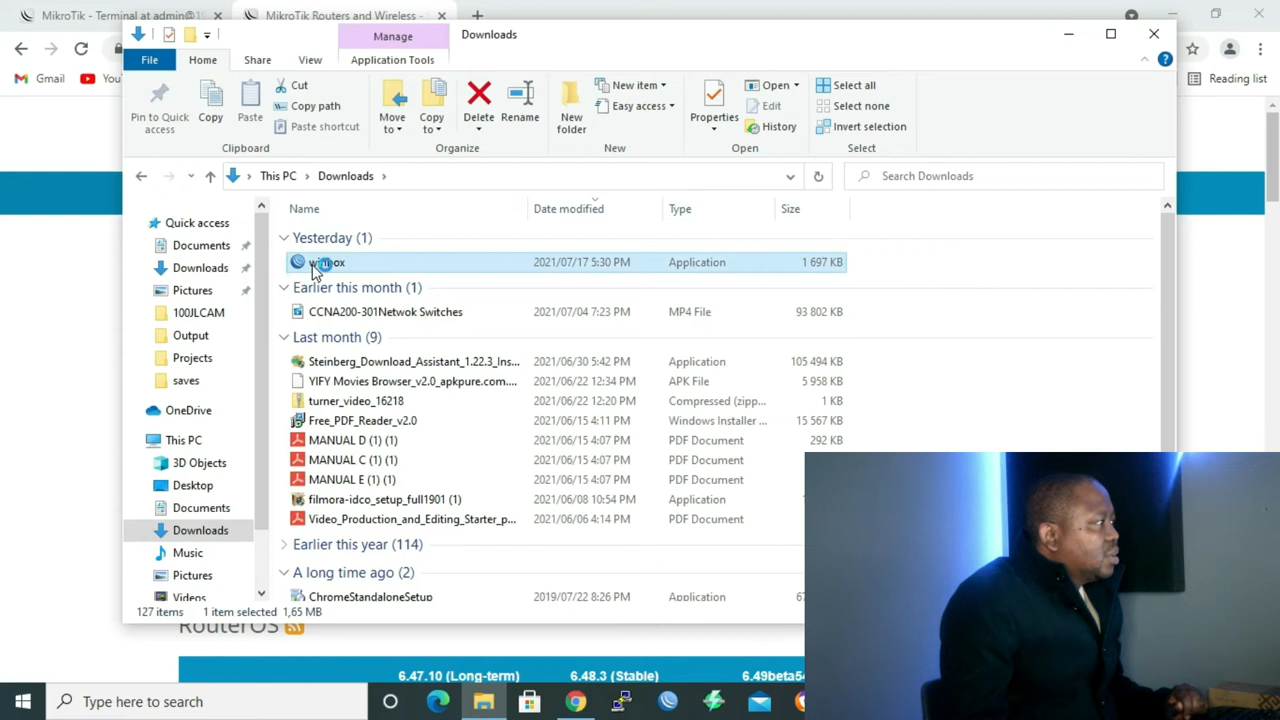 MikroTik - Terminal at admin@19
MikroTik Routers and Wireless -
Manage
Downloads
File
Home
Share
View
Application Tools
Gmail
You
Reading list
Pin to Quick access
Copy
Paste
Cut
Copy path
Paste shortcut
Clipboard
Move to
Copy to
Delete
Rename
Organize
New folder
New item
Easy access
New
Properties
Open
Edit
History
Open
Select all
Select none
Invert selection
Select
This PC > Downloads >
Search Downloads
Name Date modified Type Size
Quick access
Documents
Downloads
Pictures
100JLCAM
Output
Projects
saves
OneDrive
This PC
3D Objects
Desktop
Documents
Downloads
Music
Pictures
Videos
Yesterday (1)
2021/07/17 5:30 PM Application 1 697 KB
Earlier this month (1)
CCNA200-301Netwok Switches 2021/07/04 7:23 PM MP4 File 93 802 KB
Last month (9)
Steinberg_Download_Assistant_1.22.3_Ins... 2021/06/30 5:42 PM Application 105 494 KB
YIFY Movies Browser_v2.0_apkpure.com.... 2021/06/22 12:34 PM APK File 5 958 KB
turner_video_16218 2021/06/22 12:20 PM Compressed (zipp... 1 KB
Free_PDF_Reader_v2.0 2021/06/15 4:11 PM Windows Installer ... 15 567 KB
MANUAL D (1) (1) 2021/06/15 4:07 PM PDF Document 292 KB
MANUAL C (1) (1) 2021/06/15 4:07 PM PDF Document
MANUAL E (1) (1) 2021/06/15 4:07 PM PDF Document
filmora-idco_setup_full1901 (1) 2021/06/08 10:54 PM Application
Video_Production_and_Editing_Starter_p... 2021/06/06 4:14 PM PDF Document
Earlier this year (114)
A long time ago (2)
ChromeStandaloneSetup 2019/07/22 8:26 PM Application 67
127 items 1 item selected 1,65 MB
RouterOS
6.47.10 (Long-term) 6.48.3 (Stable) 6.49beta54
Type here to search